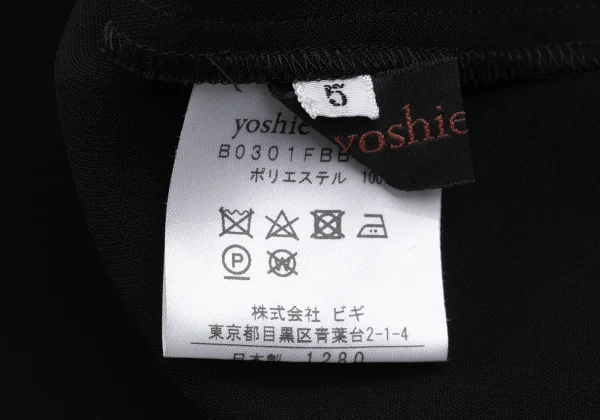 5
yoshie
yoshie
B0301FBB
ポリエステル 100
P
W
株式会社 ビギ
東京都目黒区青葉台2-1-4
日本製 1280